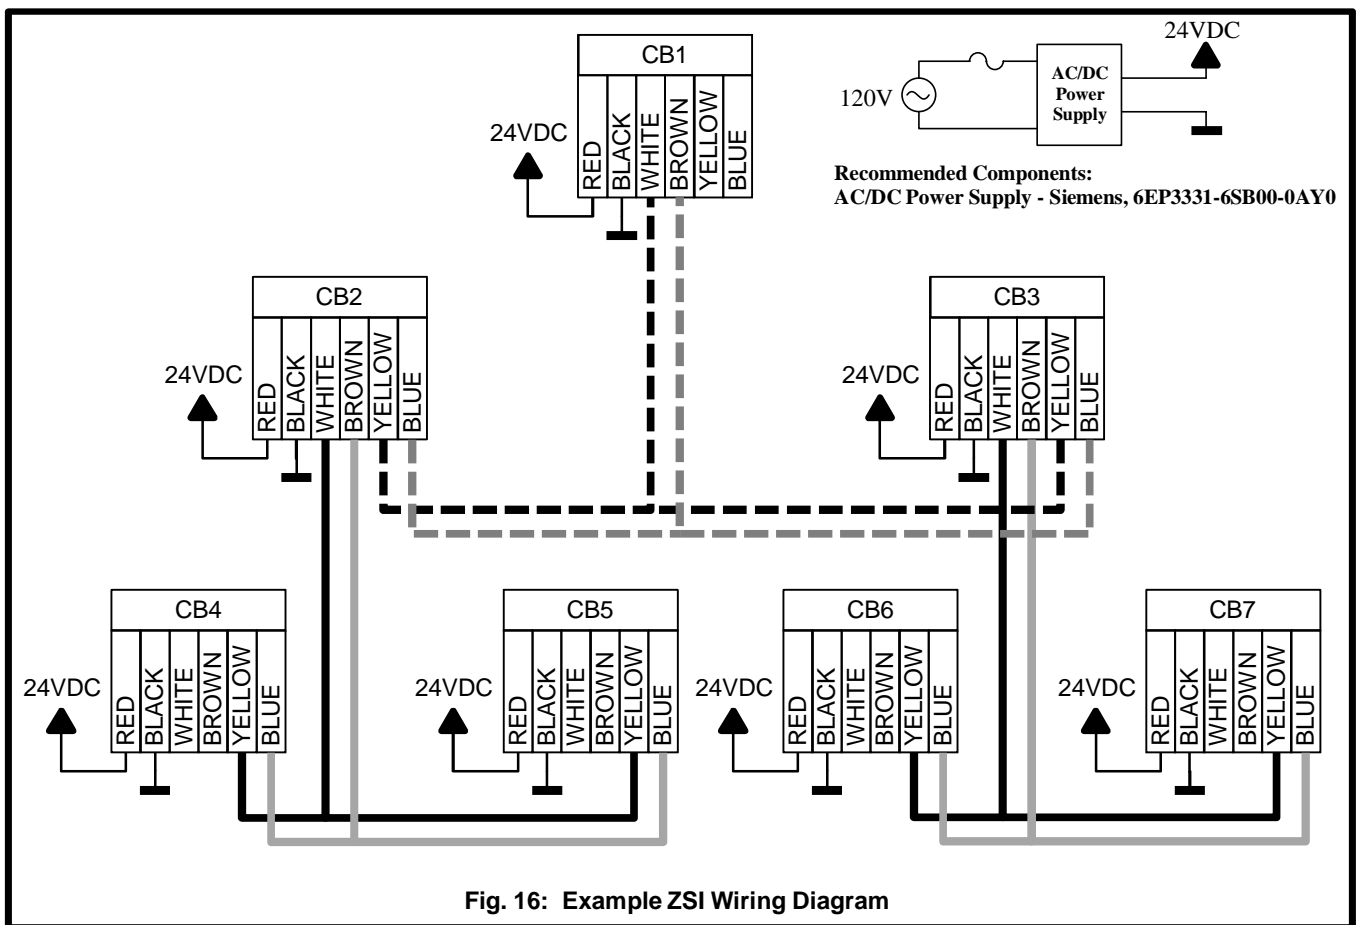 CB1
24VDC
RED
BLACK
WHITE
BROWN
YELLOW
BLUE
24VDC
120V
AC/DC
Power
Supply
Recommended Components:
AC/DC Power Supply - Siemens, 6EP3331-6SB00-0AY0
CB2
24VDC
RED
BLACK
WHITE
BROWN
YELLOW
BLUE
CB3
24VDC
RED
BLACK
WHITE
BROWN
YELLOW
BLUE
CB4
24VDC
RED
BLACK
WHITE
BROWN
YELLOW
BLUE
CB5
24VDC
RED
BLACK
WHITE
BROWN
YELLOW
BLUE
CB6
24VDC
RED
BLACK
WHITE
BROWN
YELLOW
BLUE
CB7
24VDC
RED
BLACK
WHITE
BROWN
YELLOW
BLUE
Fig. 16: Example ZSI Wiring Diagram